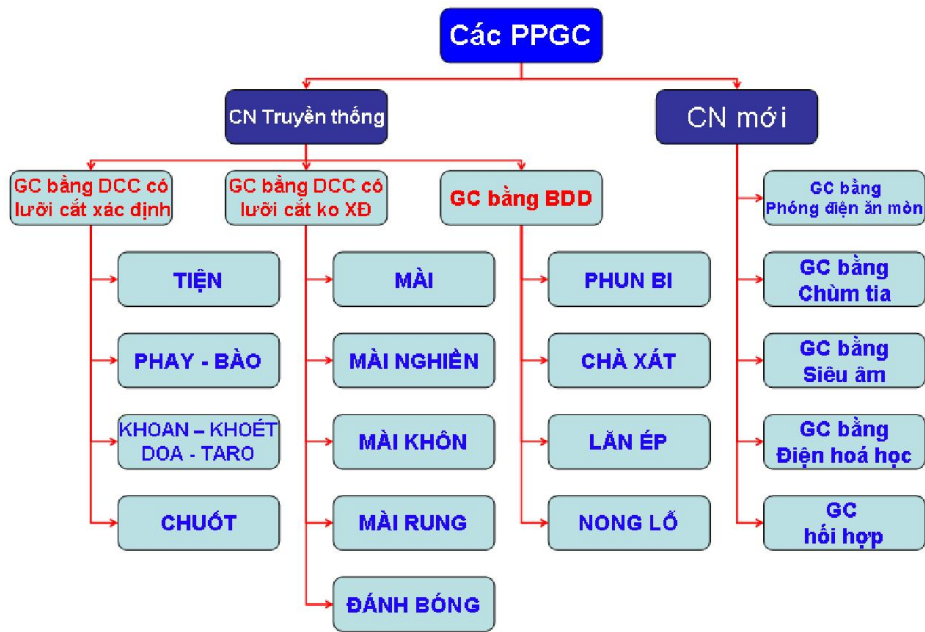 Các PPGC
CN Truyền thống
CN mới
GC bằng DCC có
lưỡi cắt xác định
GC bằng DCC có
lưỡi cắt ko XĐ
GC bằng BDD
TIỆN
PHAY - BÀO
KHOAN – KHOÉT
DOA - TARO
CHUỐT
MÀI
MÀI NGHIỀN
MÀI KHÔN
MÀI RUNG
ĐÁNH BÓNG
PHUN BI
CHÀ XÁT
LĂN ÉP
NONG LỖ
GC bằng
Phóng điện ăn mòn
GC bằng
Chùm tia
GC bằng
Siêu âm
GC bằng
Điện hoá học
GC
hỗi hợp